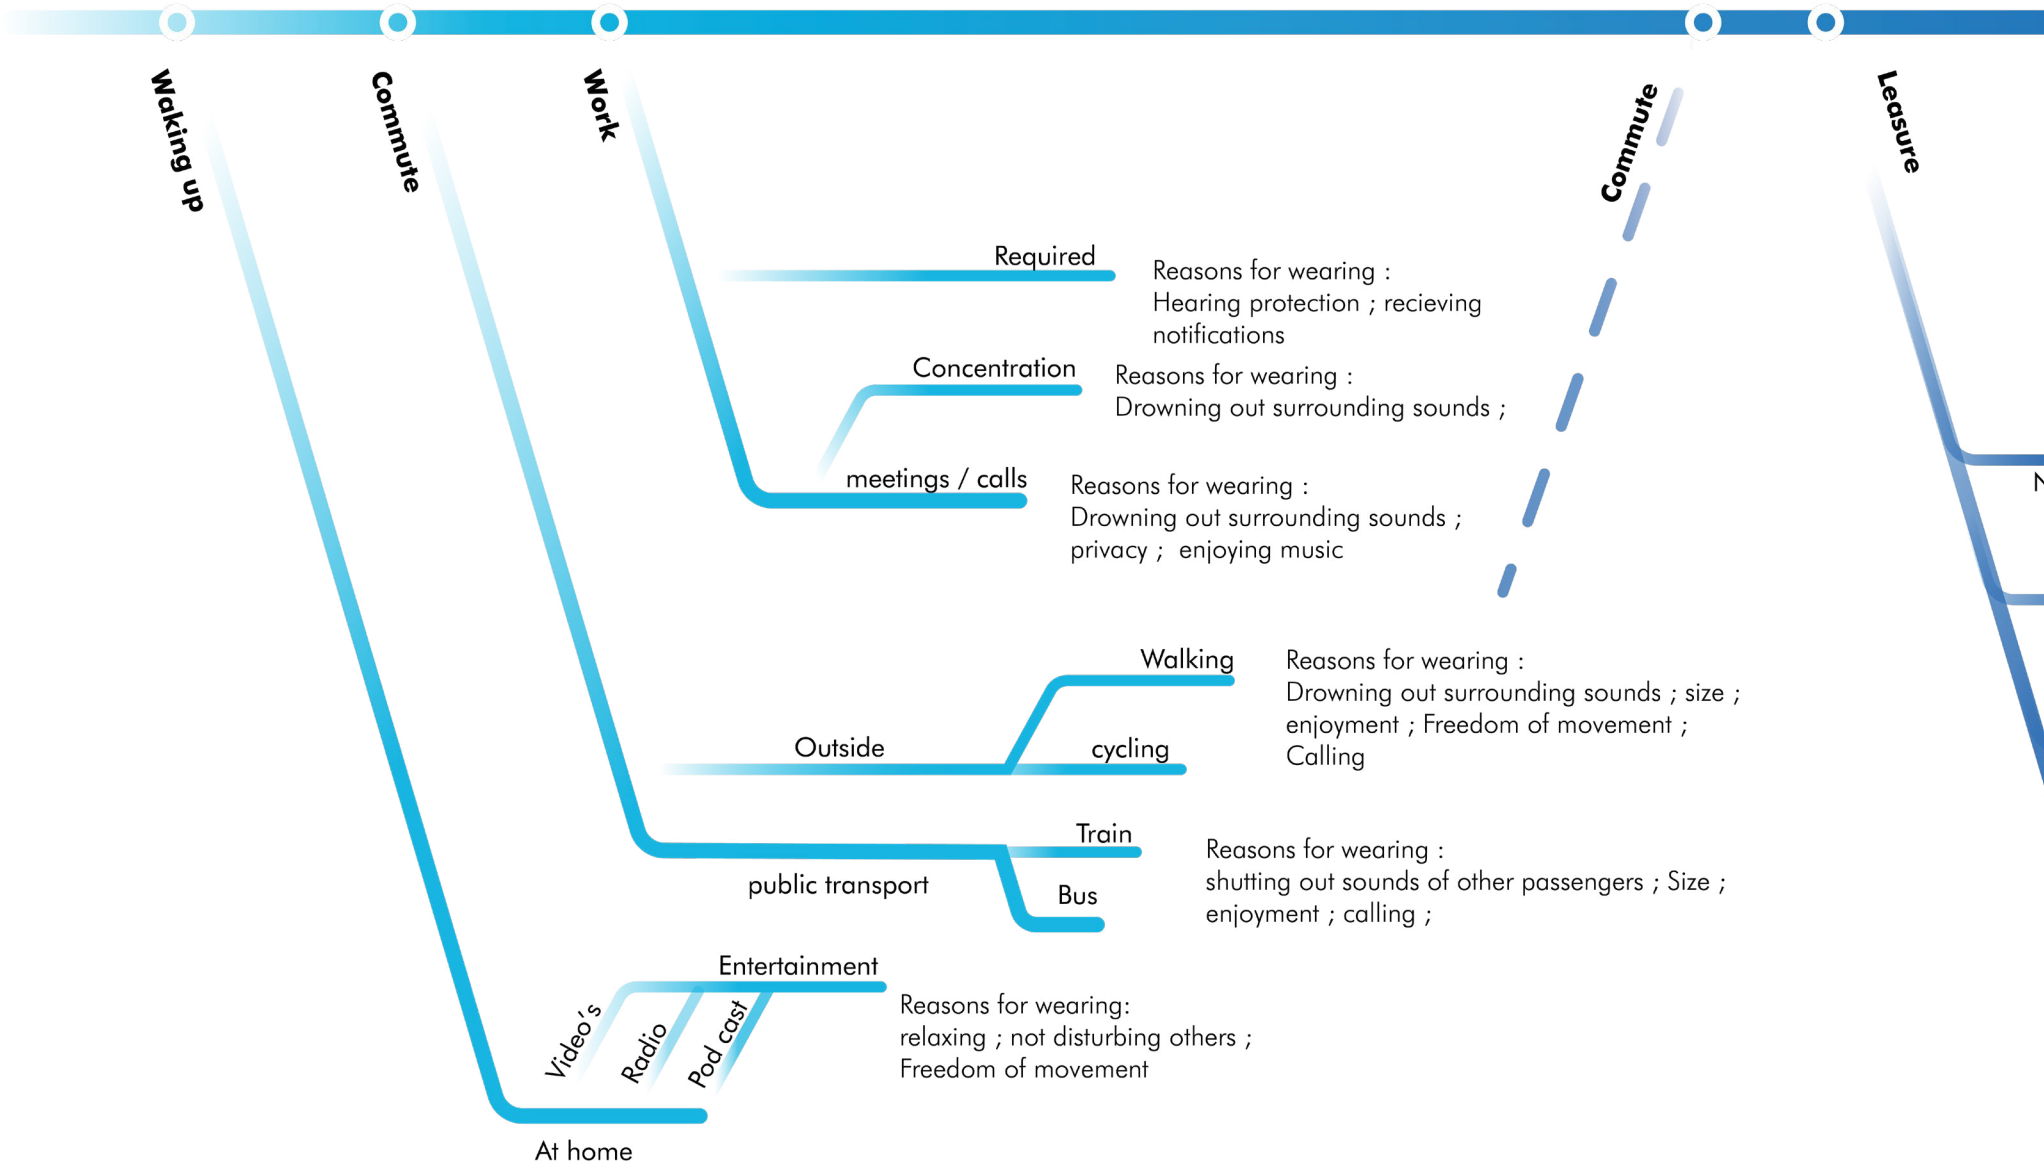 Waking up
Commute
Work
Commute
Leasure
Required
Reasons for wearing :
Hearing protection ; recieving
notifications
Concentration
Reasons for wearing :
Drowning out surrounding sounds ;
meetings / calls
Reasons for wearing :
Drowning out surrounding sounds ;
privacy ; enjoying music
Walking
Reasons for wearing :
Drowning out surrounding sounds ; size ;
enjoyment ; Freedom of movement ;
Calling
Outside
cycling
Train
public transport
Bus
Reasons for wearing :
shutting out sounds of other passengers ; Size ;
enjoyment ; calling ;
Entertainment
Video's
Radio
Pod cast
Reasons for wearing:
relaxing ; not disturbing others ;
Freedom of movement
At home